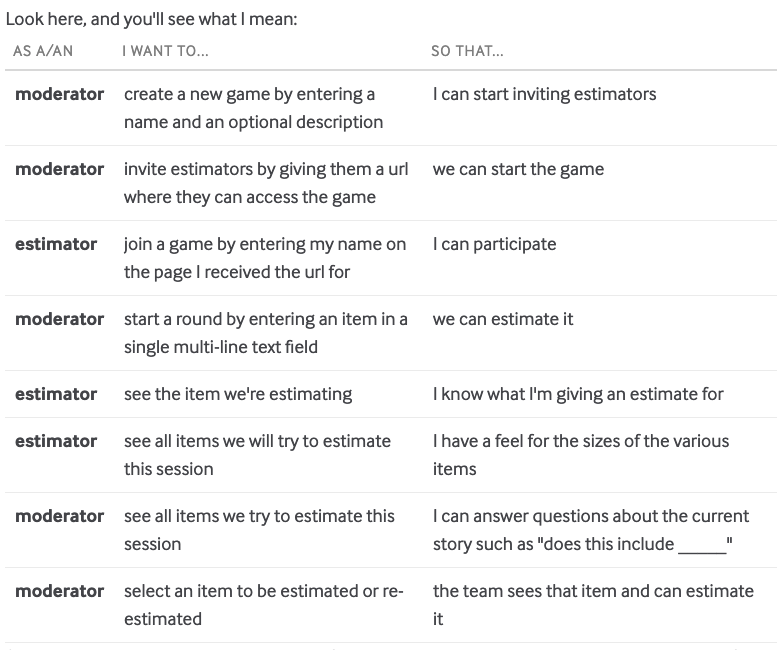 Look here, and you'll see what I mean:
AS A/AN I WANT TO... SO THAT...
moderator create a new game by entering a I can start inviting estimators
name and an optional description
moderator invite estimators by giving them a url we can start the game
where they can access the game
estimator join a game by entering my name on I can participate
the page I received the url for
moderator start a round by entering an item in a we can estimate it
single multi-line text field
estimator see the item we're estimating I know what I'm giving an estimate for
estimator see all items we will try to estimate I have a feel for the sizes of the various
this session items
moderator see all items we try to estimate this I can answer questions about the current
session story such as "does this include ______"
moderator select an item to be estimated or re- the team sees that item and can estimate
estimated it